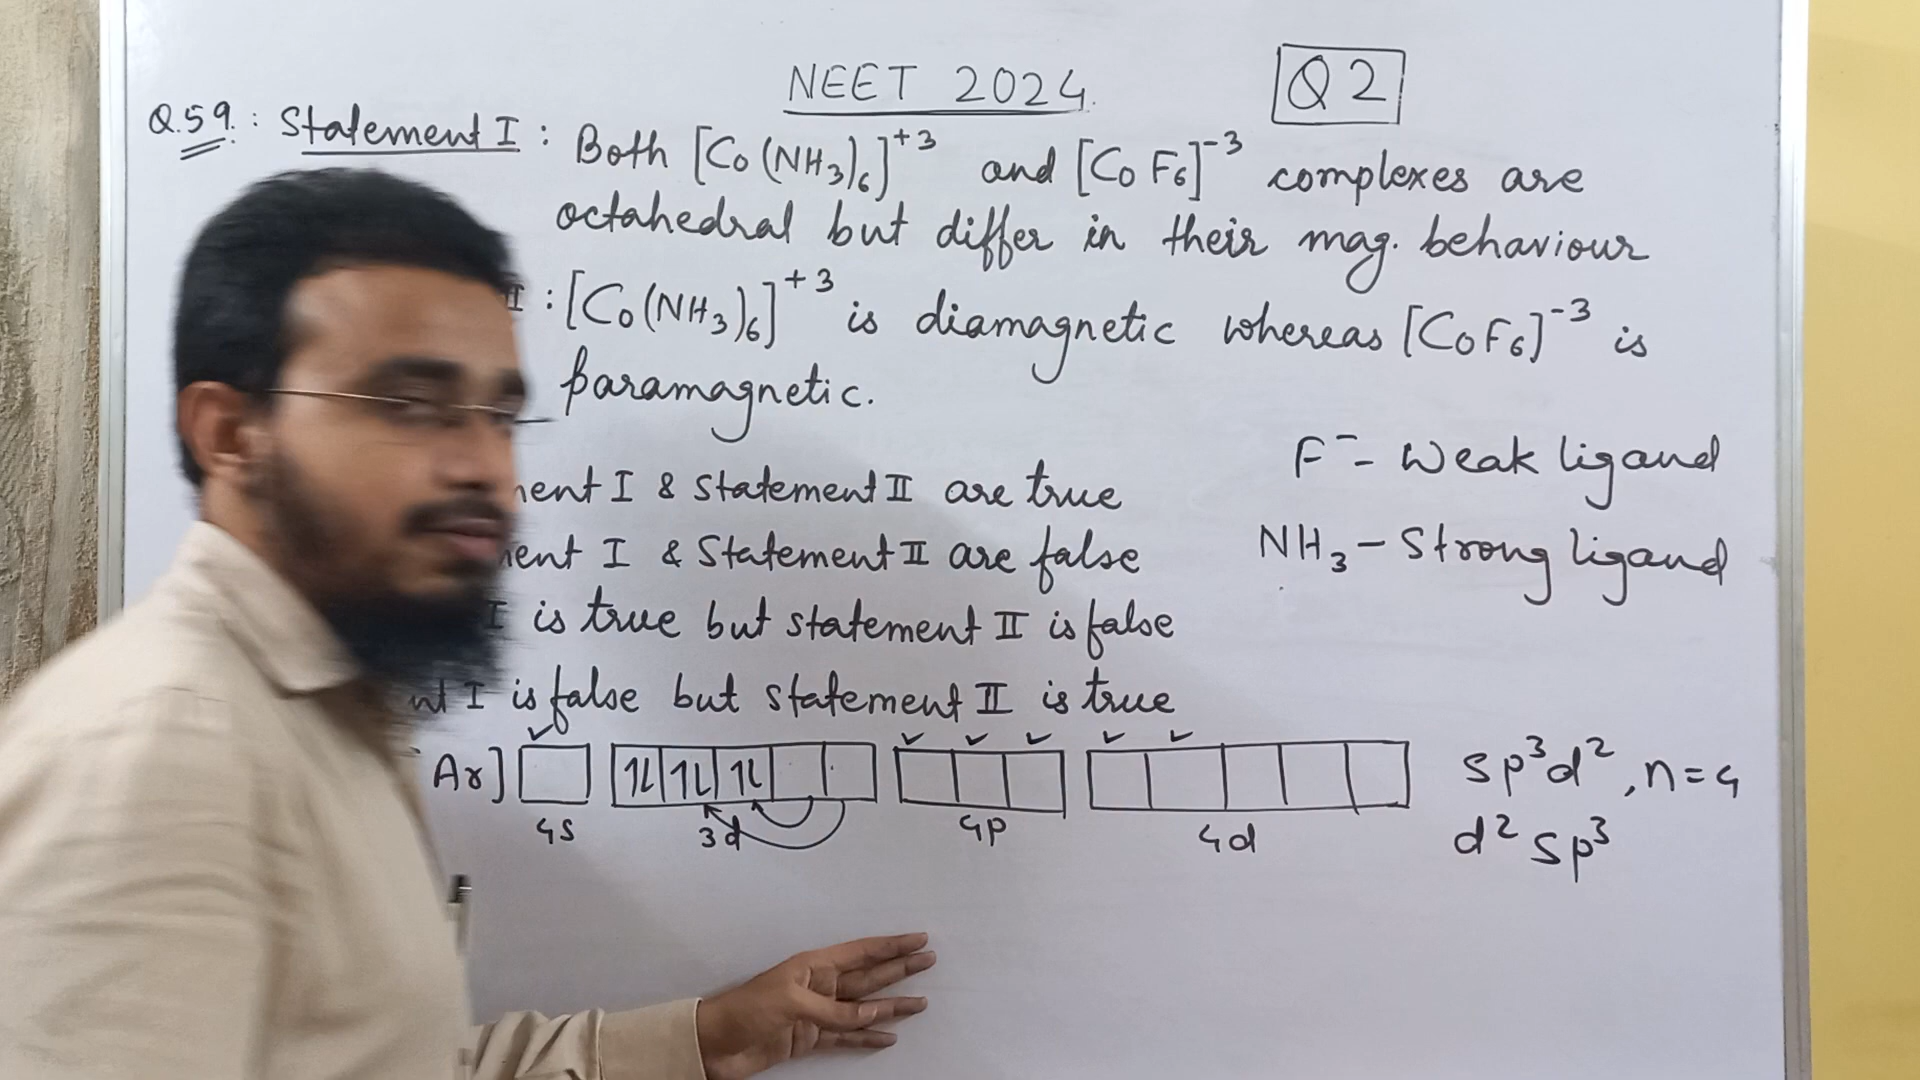 NEET 2024.
Q2
Q.59. : Statement I : Both [Co(NH₃)₆]⁺³ and [CoF₆]⁻³ complexes are
octahedral but differ in their mag. behaviour
II : [Co(NH₃)₆]⁺³ is diamagnetic whereas [CoF₆]⁻³ is
paramagnetic.
F⁻ - Weak ligand
ment I & Statement II are true
NH₃ - Strong ligand
ment I & Statement II are false
I is true but statement II is false
nt I is false but statement II is true
Ar] 1L 1L 1L sp³d², n=4
4s 3d 4p 4d d²sp³